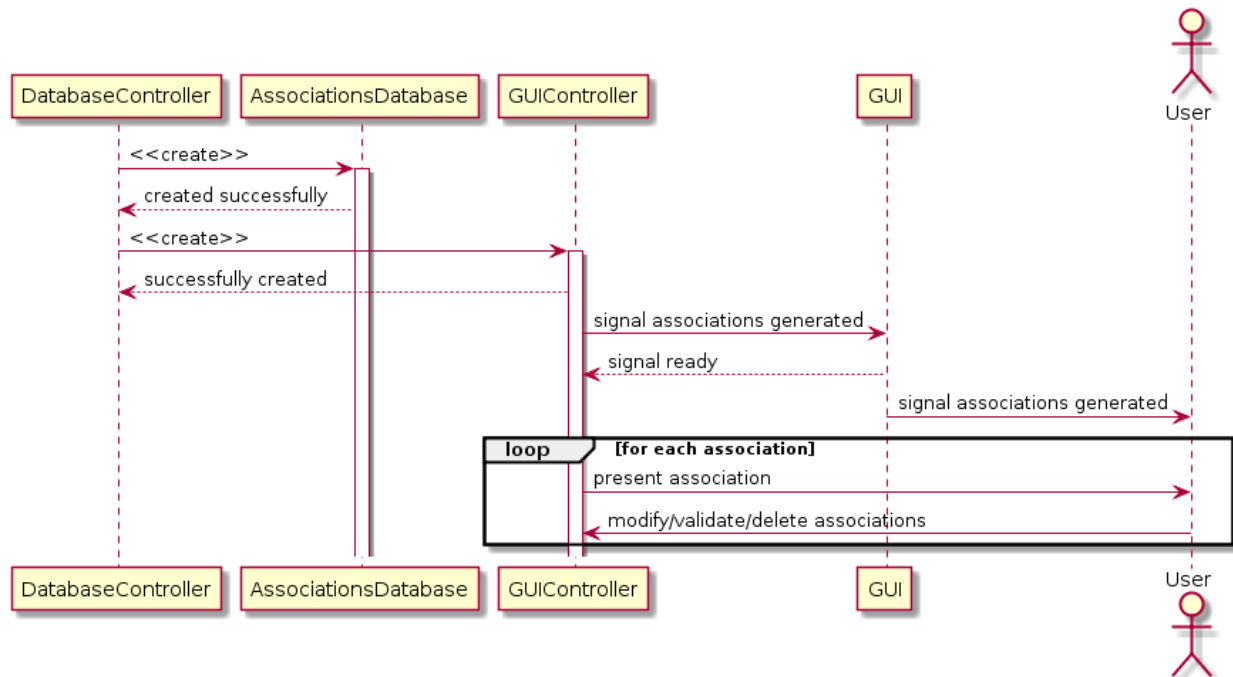 User
DatabaseController
AssociationsDatabase
GUIController
GUI
<<create>>
created successfully
<<create>>
successfully created
signal associations generated
signal ready
signal associations generated
loop
[for each association]
present association
modify/validate/delete associations
DatabaseController
AssociationsDatabase
GUIController
GUI
User